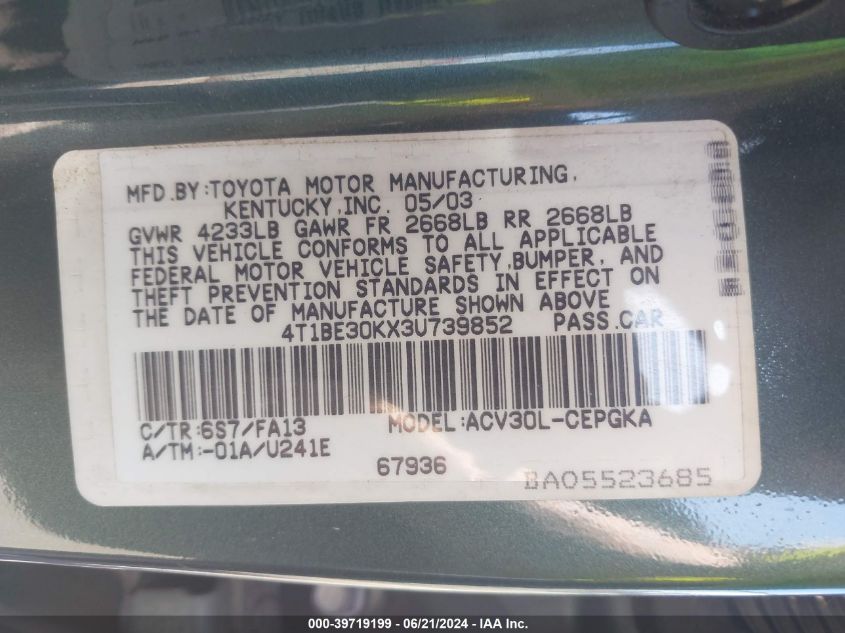 MFD.BY:TOYOTA MOTOR MANUFACTURING,
KENTUCKY,INC. 05/03
GVWR 4233LB GAWR FR 2668LB RR 2668LB
THIS VEHICLE CONFORMS TO ALL APPLICABLE
FEDERAL MOTOR VEHICLE SAFETY,BUMPER, AND
THEFT PREVENTION STANDARDS IN EFFECT ON
THE DATE OF MANUFACTURE SHOWN ABOVE
4T1BE30KX3U739852 PASS.CAR
C/TR:6S7/FA13 MODEL:ACV30L-CEPGKA
A/TM:-01A/U241E
67936 BA05523685
000-39719199 - 06/21/2024 - IAA Inc.